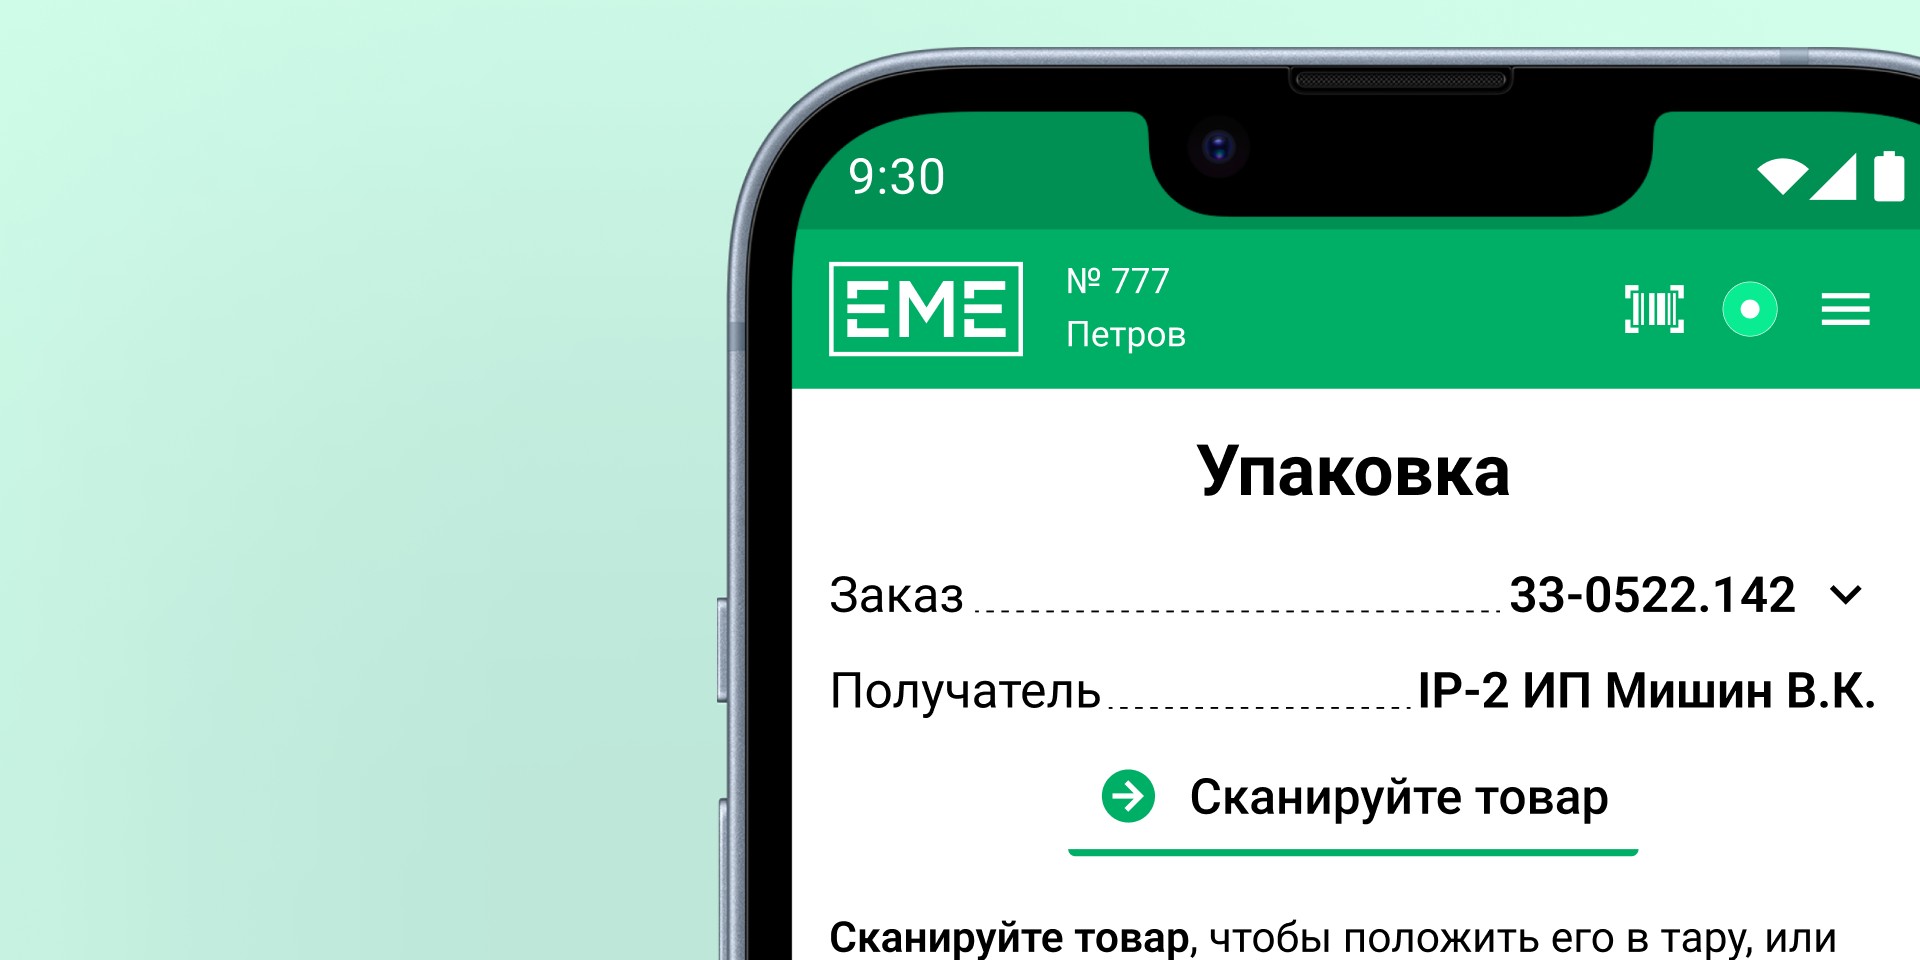 9:30
EME
№ 777
Петров
Упаковка
Заказ 33-0522.142
Получатель IP-2 ИП Мишин В.К.
Сканируйте товар
Сканируйте товар, чтобы положить его в тару, или